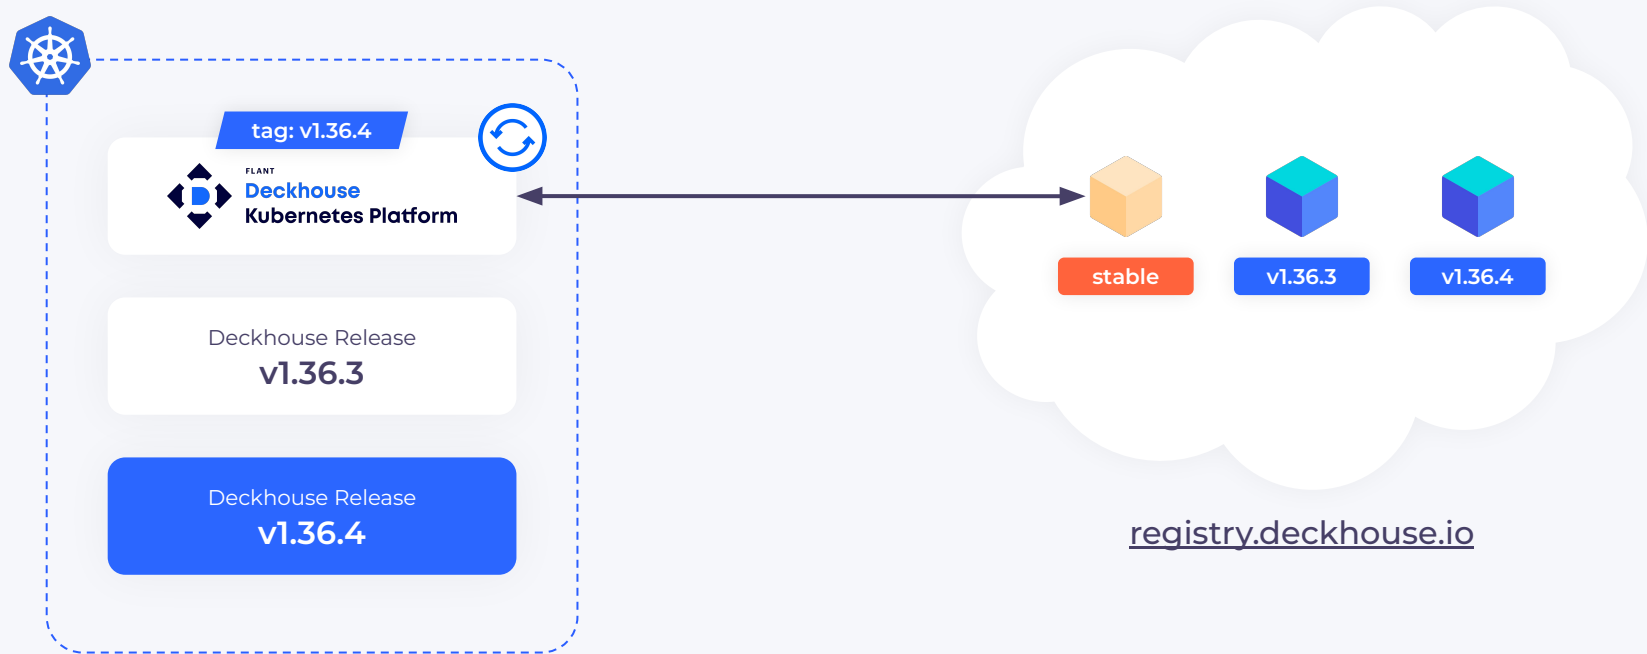 tag: v1.36.4
FLANT
Deckhouse
Kubernetes Platform
Deckhouse Release
v1.36.3
Deckhouse Release
v1.36.4
stable
v1.36.3
v1.36.4
registry.deckhouse.io